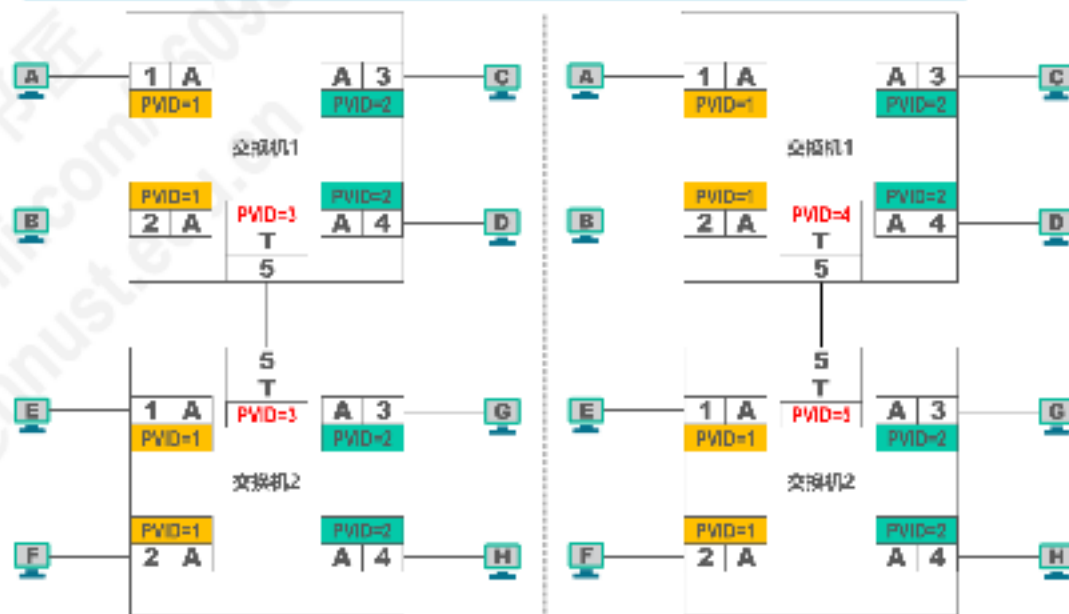 A 1 A A 3 C
PVID=1 PVID=2
交换机1
PVID=1 PVID=2
B 2 A PVID=3 A 4 D
T
5
5
T
E 1 A PVID=3 A 3 G
PVID=1 PVID=2
交换机2
PVID=1 PVID=2
F 2 A A 4 H
A 1 A A 3 C
PVID=1 PVID=2
交换机1
PVID=1 PVID=2
B 2 A PVID=4 A 4 D
T
5
5
T
E 1 A PVID=5 A 3 G
PVID=1 PVID=2
交换机2
PVID=1 PVID=2
F 2 A A 4 H